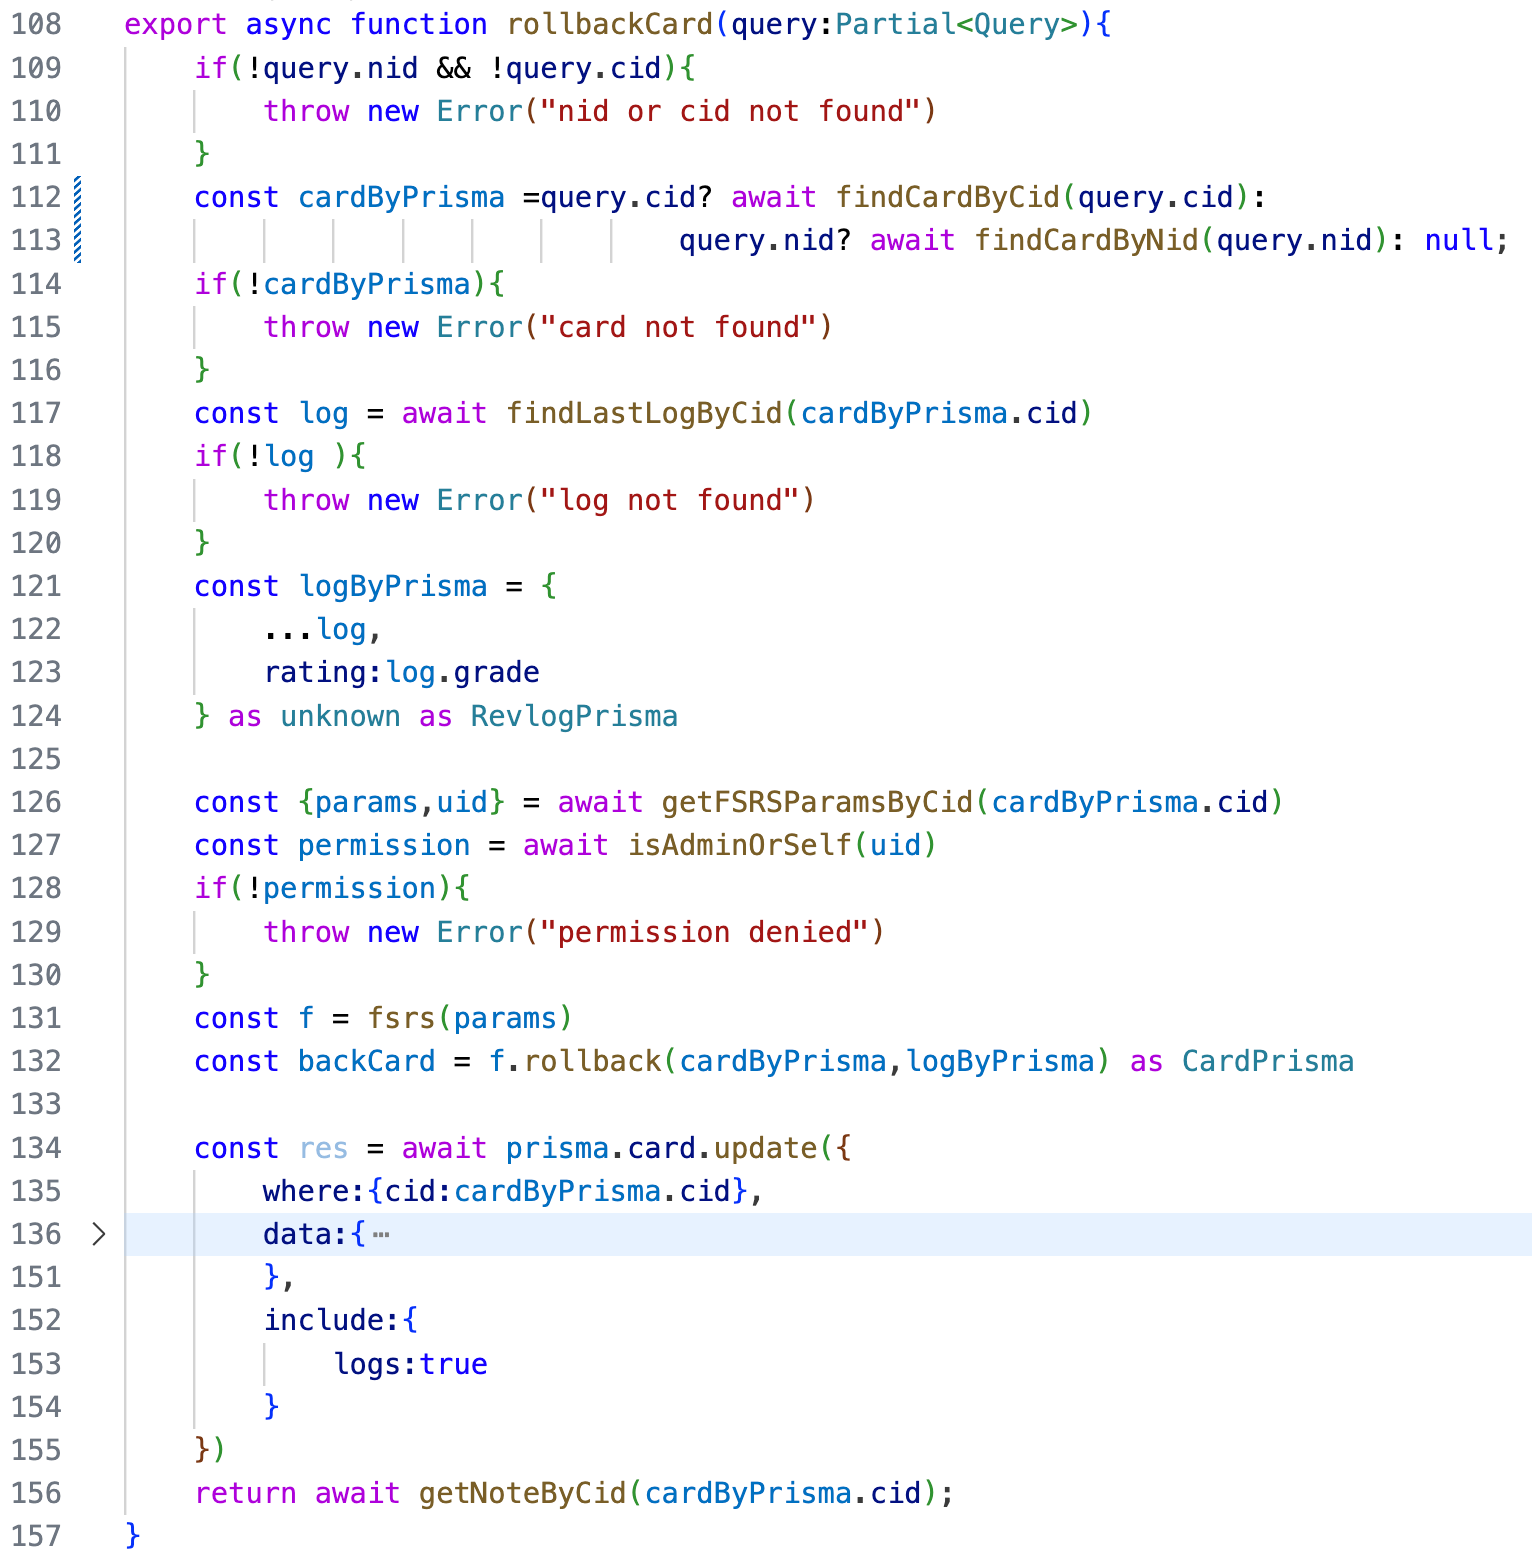 108 export async function rollbackCard(query:Partial<Query>){
109     if(!query.nid && !query.cid){
110         throw new Error("nid or cid not found")
111     }
112     const cardByPrisma =query.cid? await findCardByCid(query.cid):
113                             query.nid? await findCardByNid(query.nid): null;
114     if(!cardByPrisma){
115         throw new Error("card not found")
116     }
117     const log = await findLastLogByCid(cardByPrisma.cid)
118     if(!log ){
119         throw new Error("log not found")
120     }
121     const logByPrisma = {
122         ...log,
123         rating:log.grade
124     } as unknown as RevlogPrisma
125
126     const {params,uid} = await getFSRSParamsByCid(cardByPrisma.cid)
127     const permission = await isAdminOrSelf(uid)
128     if(!permission){
129         throw new Error("permission denied")
130     }
131     const f = fsrs(params)
132     const backCard = f.rollback(cardByPrisma,logByPrisma) as CardPrisma
133
134     const res = await prisma.card.update({
135         where:{cid:cardByPrisma.cid},
136 >       data:{ ⋯
151         },
152         include:{
153             logs:true
154         }
155     })
156     return await getNoteByCid(cardByPrisma.cid);
157 }